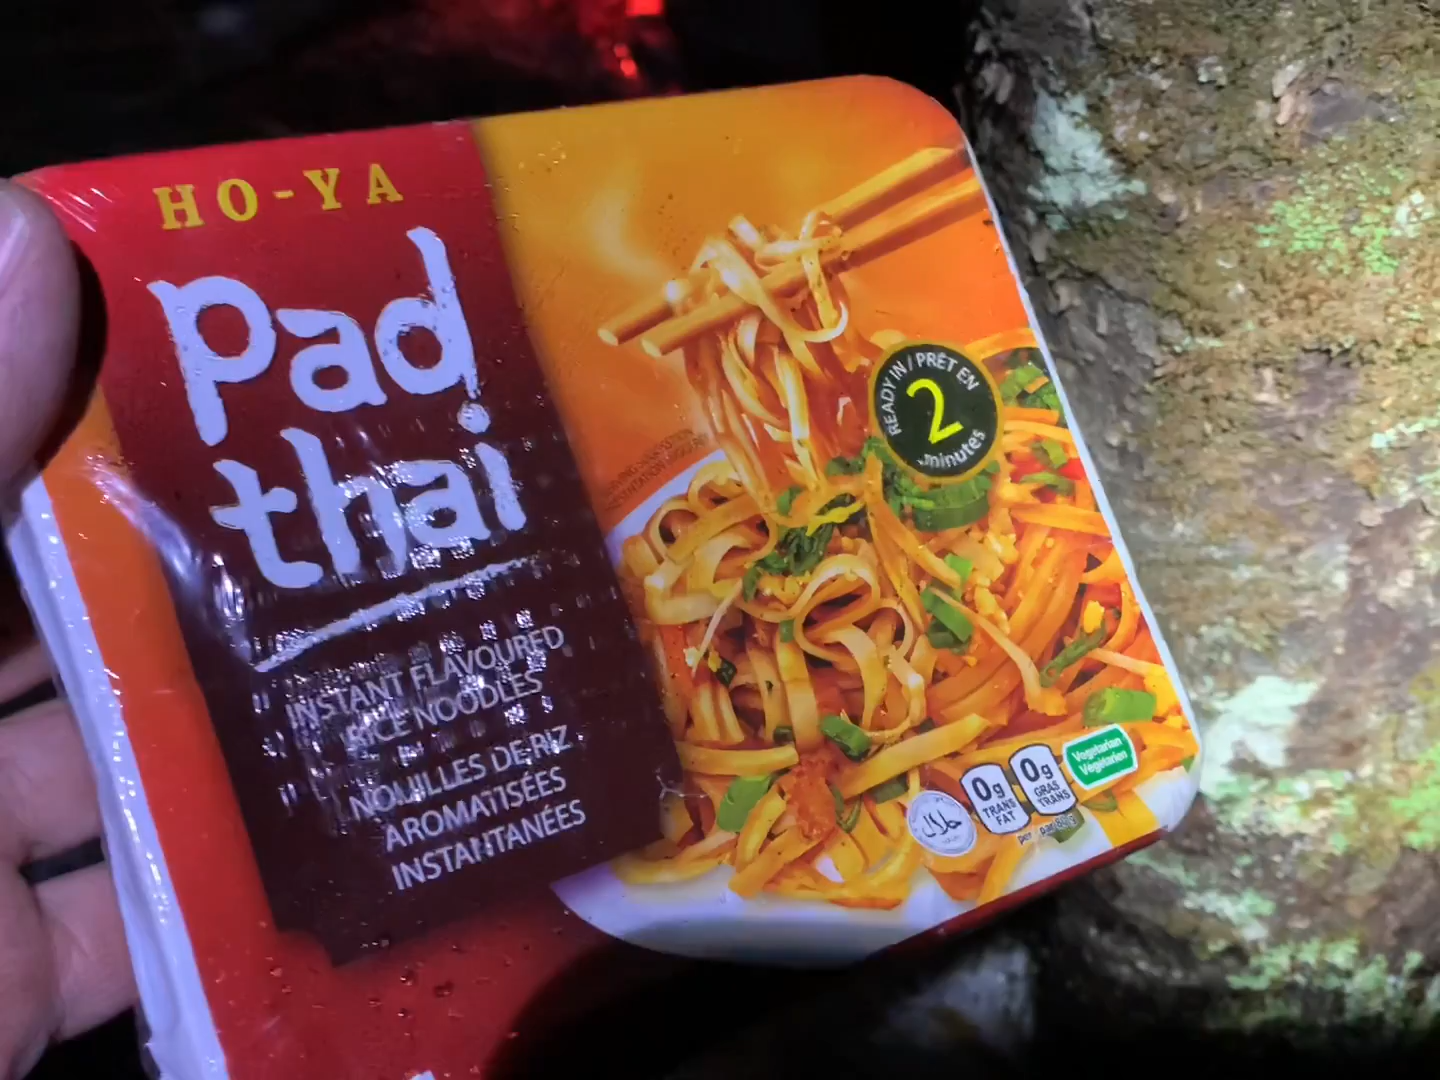 HO-YA
Pad
thai
INSTANT FLAVOURED
RICE NOODLES
NOUILLES DE RIZ
AROMATISÉES
INSTANTANÉES
READY IN / PRÊT EN
2
minutes
0g
TRANS
FAT
0g
GRAS
TRANS
Vegetarian
Végétarien
حلال